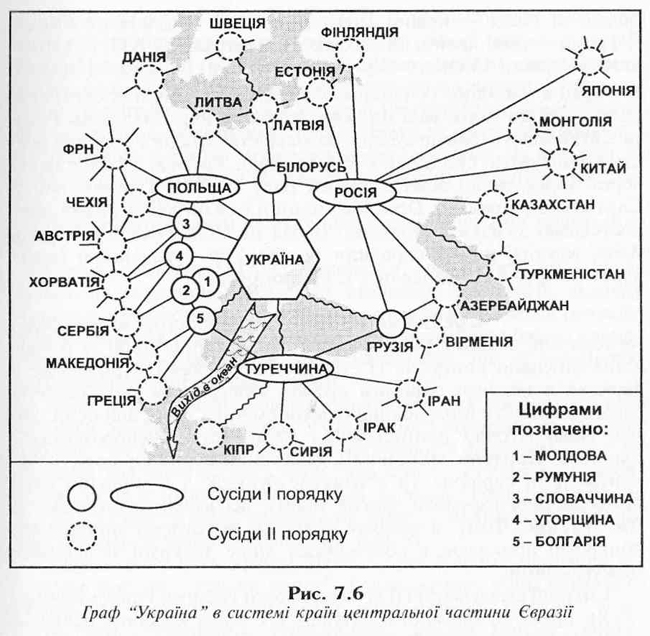 ШВЕЦІЯ
ФІНЛЯНДІЯ
ДАНІЯ
ЕСТОНІЯ
ЯПОНІЯ
ЛИТВА
ЛАТВІЯ
МОНГОЛІЯ
ФРН
БІЛОРУСЬ
КИТАЙ
ПОЛЬЩА
РОСІЯ
ЧЕХІЯ
КАЗАХСТАН
3
АВСТРІЯ
4
УКРАЇНА
ТУРКМЕНІСТАН
ХОРВАТІЯ
1
2
АЗЕРБАЙДЖАН
СЕРБІЯ
5
ГРУЗІЯ
ВІРМЕНІЯ
МАКЕДОНІЯ
ТУРЕЧЧИНА
ГРЕЦІЯ
Вихід в океан
ІРАН
ІРАК
КІПР
СИРІЯ
Цифрами
позначено:
1 – МОЛДОВА
2 – РУМУНІЯ
3 – СЛОВАЧЧИНА
4 – УГОРЩИНА
5 – БОЛГАРІЯ
Сусіди І порядку
Сусіди ІІ порядку
Рис. 7.6
Граф “Україна” в системі країн центральної частини Євразії